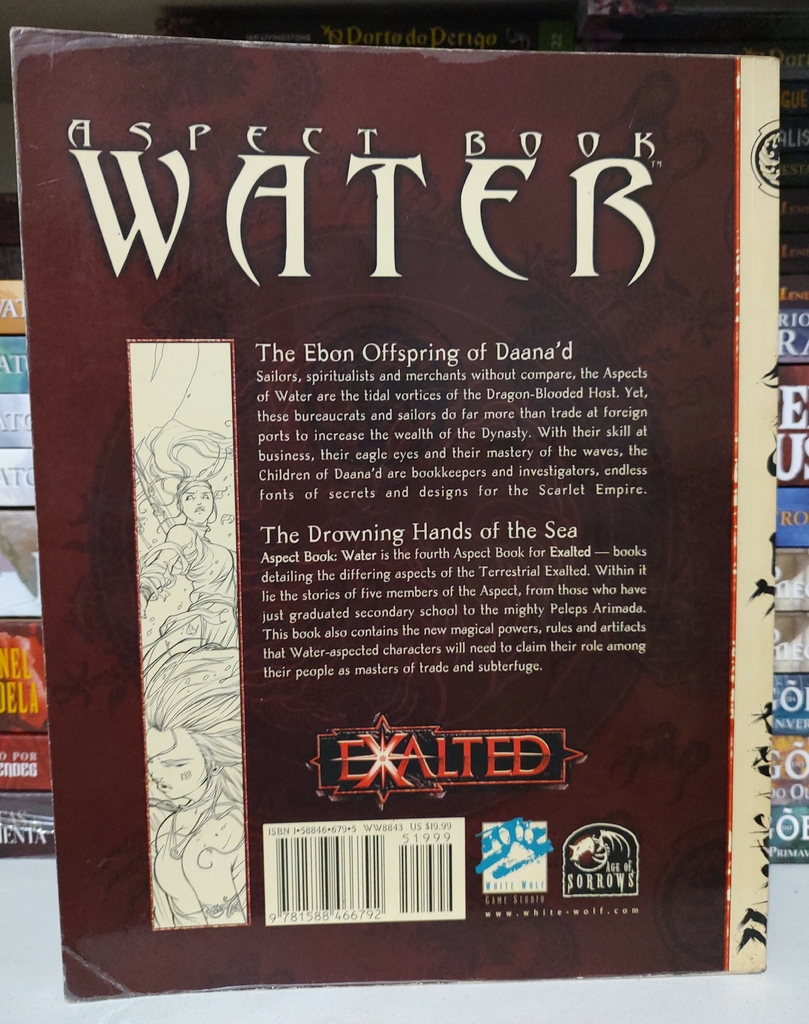 O Porto do Perigo
22
ASPECT BOOK
WATER™
The Ebon Offspring of Daana'd
Sailors, spiritualists and merchants without compare, the Aspects
of Water are the tidal vortices of the Dragon-Blooded Host. Yet,
these bureaucrats and sailors do far more than trade at foreign
ports to increase the wealth of the Dynasty. With their skill at
business, their eagle eyes and their mastery of the waves, the
Children of Daana'd are bookkeepers and investigators, endless
fonts of secrets and designs for the Scarlet Empire.
The Drowning Hands of the Sea
Aspect Book: Water is the fourth Aspect Book for Exalted — books
detailing the differing aspects of the Terrestrial Exalted. Within it
lie the stories of five members of the Aspect, from those who have
just graduated secondary school to the mighty Peleps Arimada.
This book also contains the new magical powers, rules and artifacts
that Water-aspected characters will need to claim their role among
their people as masters of trade and subterfuge.
EXALTED
ISBN 1-58846-679-5 WW8843 US $19.99
51999
9 781588 466792
WHITE WOLF
GAME STUDIO
AGE OF
SORROWS
www.white-wolf.com
NEL
DELA
O POR
ENDES
IENTA